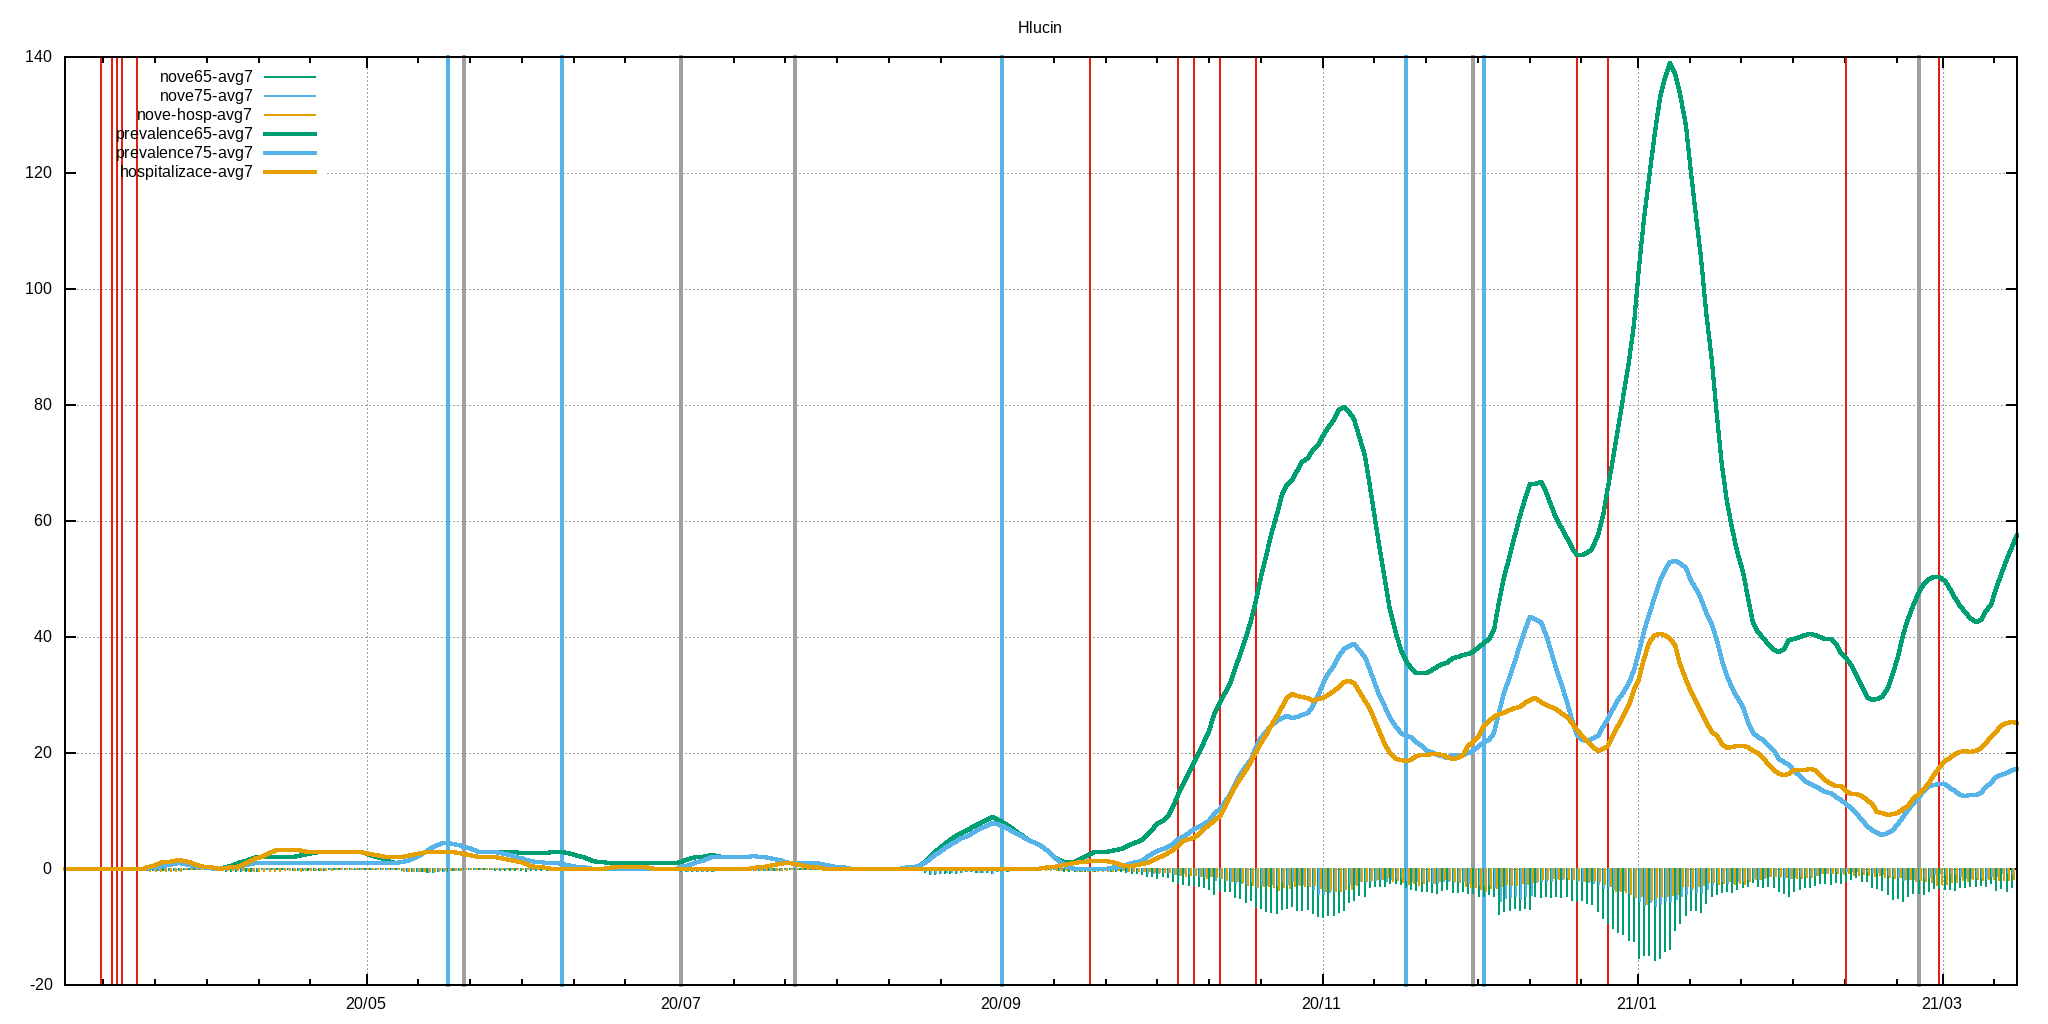 Hlucin
140
120
100
80
60
40
20
0
-20
nove65-avg7
nove75-avg7
nove-hosp-avg7
prevalence65-avg7
prevalence75-avg7
hospitalizace-avg7
20/05
20/07
20/09
20/11
21/01
21/03